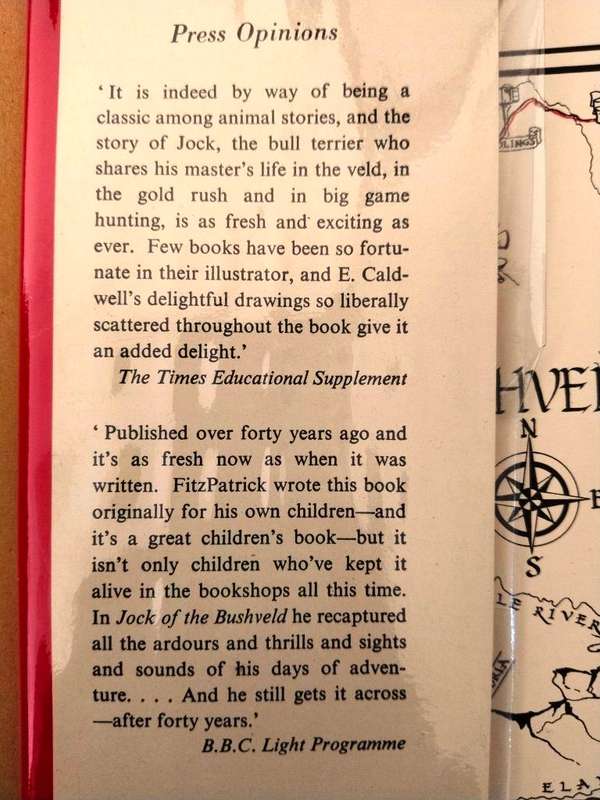 Press Opinions
‘It is indeed by way of being a
classic among animal stories, and the
story of Jock, the bull terrier who
shares his master’s life in the veld, in
the gold rush and in big game
hunting, is as fresh and exciting as
ever. Few books have been so fortu-
nate in their illustrator, and E. Cald-
well’s delightful drawings so liberally
scattered throughout the book give it
an added delight.’
The Times Educational Supplement
‘Published over forty years ago and
it’s as fresh now as when it was
written. FitzPatrick wrote this book
originally for his own children—and
it’s a great children’s book—but it
isn’t only children who’ve kept it
alive in the bookshops all this time.
In Jock of the Bushveld he recaptured
all the ardours and thrills and sights
and sounds of his days of adven-
ture. . . . And he still gets it across
—after forty years.’
B.B.C. Light Programme
N
E
S
RIVER